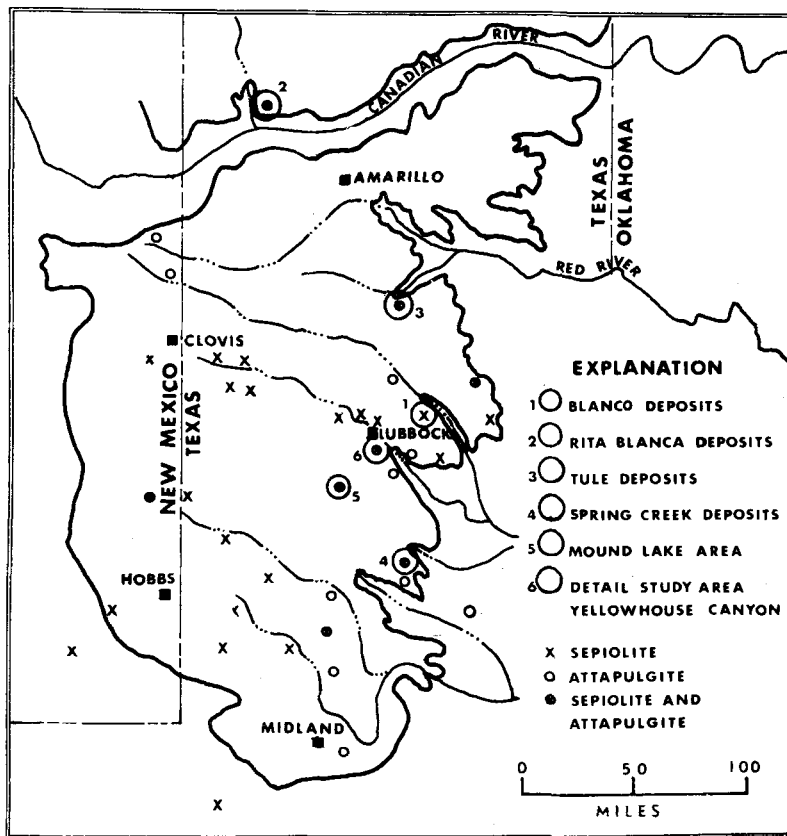 RIVER
CANADIAN
2
AMARILLO
TEXAS
OKLAHOMA
RED RIVER
3
CLOVIS
NEW MEXICO
TEXAS
1
LUBBOCK
6
5
4
HOBBS
MIDLAND
EXPLANATION
1 BLANCO DEPOSITS
2 RITA BLANCA DEPOSITS
3 TULE DEPOSITS
4 SPRING CREEK DEPOSITS
5 MOUND LAKE AREA
6 DETAIL STUDY AREA
YELLOWHOUSE CANYON
X SEPIOLITE
ATTAPULGITE
SEPIOLITE AND
ATTAPULGITE
0 50 100
MILES